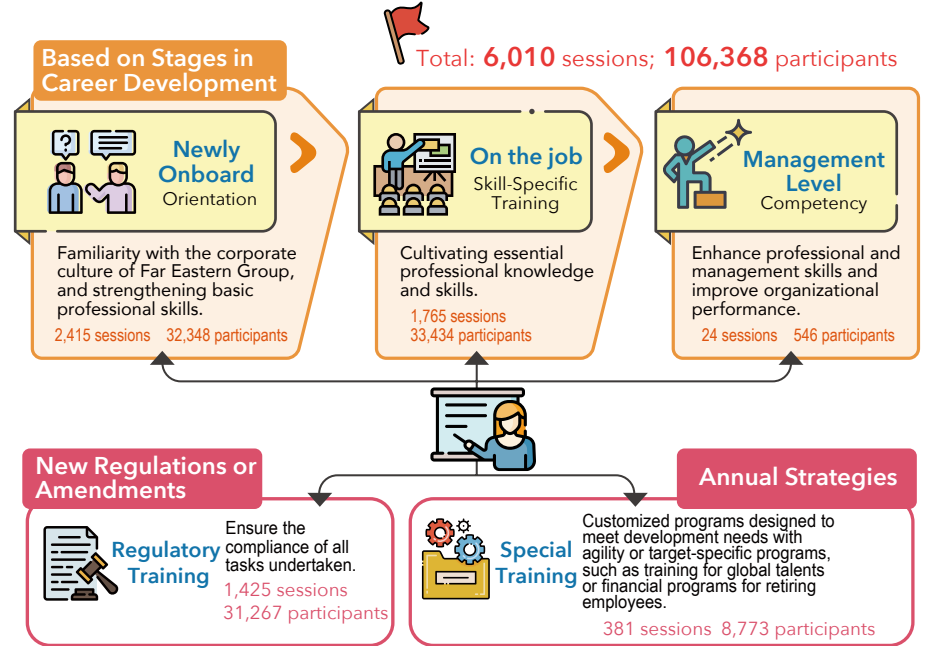 Total: 6,010 sessions; 106,368 participants
Based on Stages in
Career Development
Newly
Onboard
Orientation
Familiarity with the corporate
culture of Far Eastern Group,
and strengthening basic
professional skills.
2,415 sessions 32,348 participants
?
On the job
Skill-Specific
Training
Cultivating essential
professional knowledge
and skills.
1,765 sessions
33,434 participants
Management
Level
Competency
Enhance professional and
management skills and
improve organizational
performance.
24 sessions 546 participants
New Regulations or
Amendments
Regulatory
Training
Ensure the
compliance of all
tasks undertaken.
1,425 sessions
31,267 participants
Annual Strategies
Special
Training
Customized programs designed to
meet development needs with
agility or target-specific programs,
such as training for global talents
or financial programs for retiring
employees.
381 sessions 8,773 participants